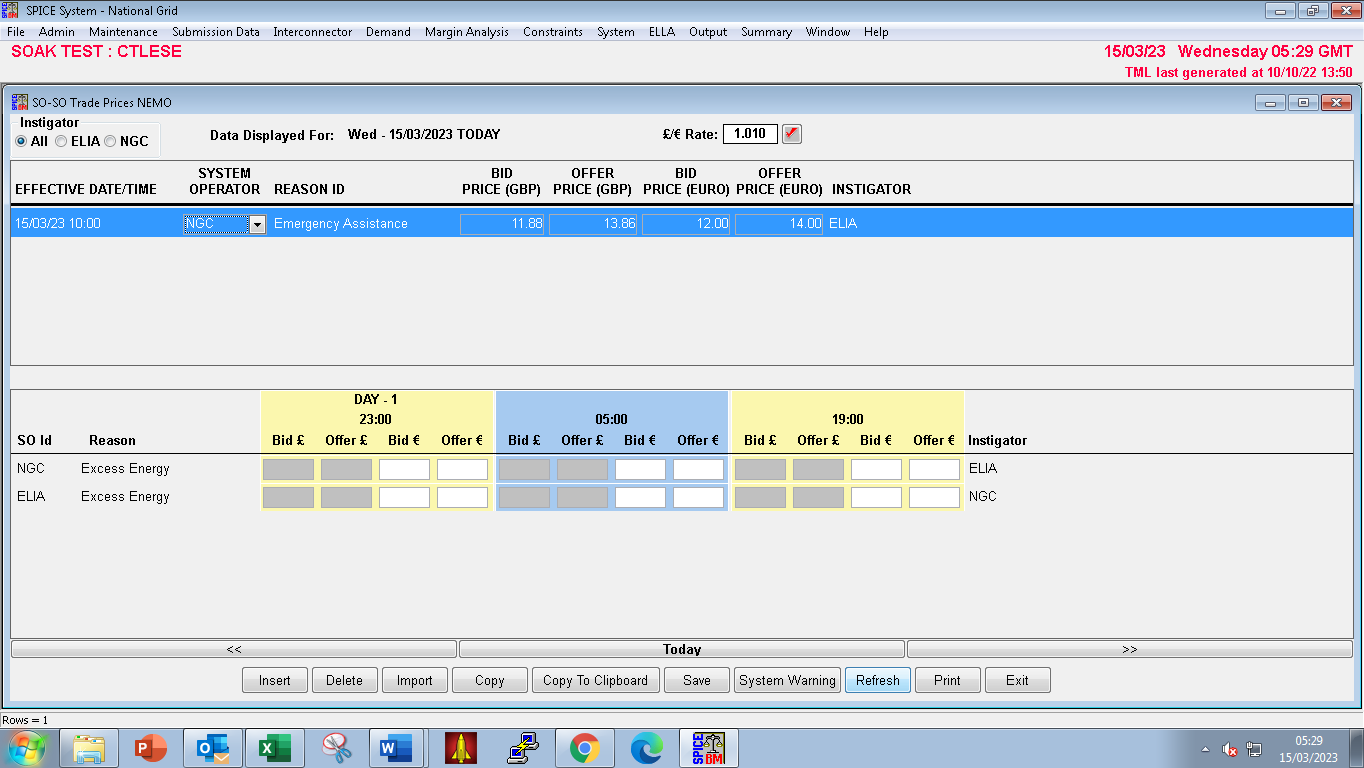 SPICE System - National Grid
File Admin Maintenance Submission Data Interconnector Demand Margin Analysis Constraints System ELLA Output Summary Window Help
SOAK TEST : CTLESE
15/03/23 Wednesday 05:29 GMT
TML last generated at 10/10/22 13:50
SO-SO Trade Prices NEMO
Instigator
All ELIA NGC
Data Displayed For: Wed - 15/03/2023 TODAY
£/€ Rate: 1.010
SYSTEM BID OFFER BID OFFER
EFFECTIVE DATE/TIME OPERATOR REASON ID PRICE (GBP) PRICE (GBP) PRICE (EURO) PRICE (EURO) INSTIGATOR
15/03/23 10:00 NGC Emergency Assistance 11.88 13.86 12.00 14.00 ELIA
DAY - 1
23:00 05:00 19:00
SO Id Reason Bid £ Offer £ Bid € Offer € Bid £ Offer £ Bid € Offer € Bid £ Offer £ Bid € Offer € Instigator
NGC Excess Energy ELIA
ELIA Excess Energy NGC
<< Today >>
Insert Delete Import Copy Copy To Clipboard Save System Warning Refresh Print Exit
Rows = 1
SPICE
BM
05:29
15/03/2023